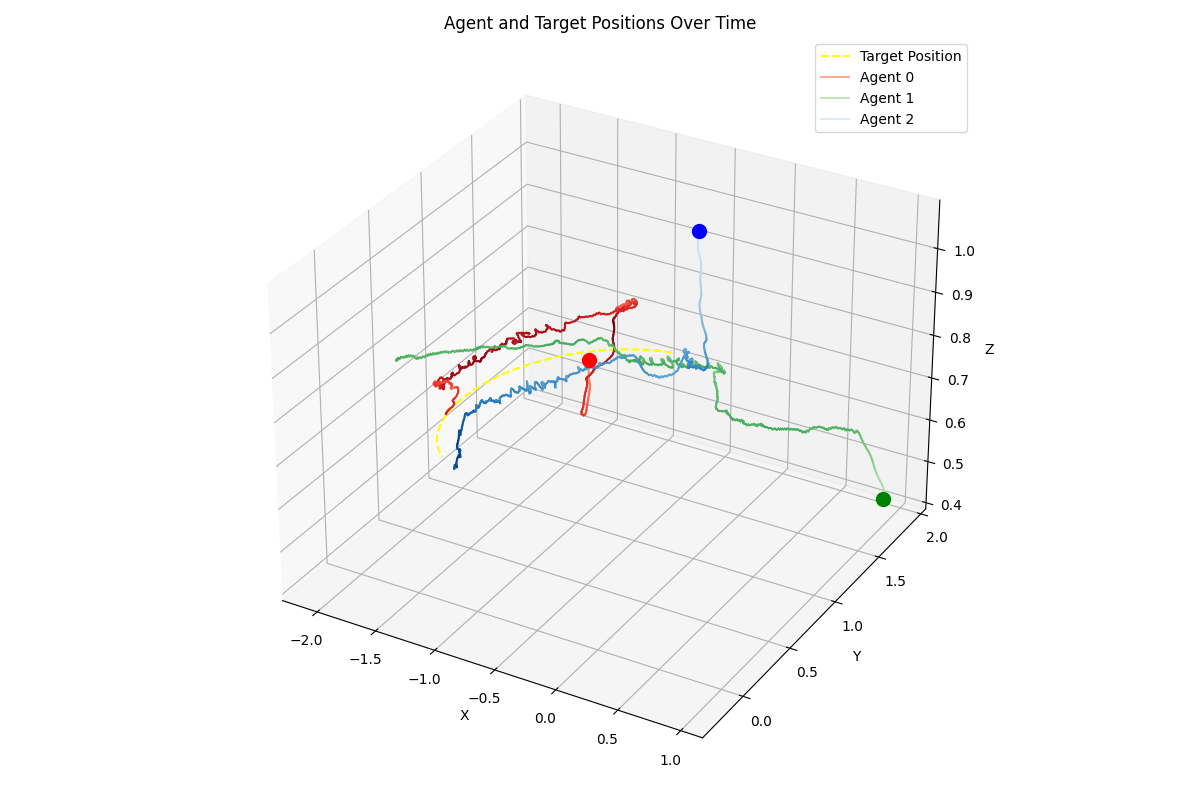 Agent and Target Positions Over Time
Target Position
Agent 0
Agent 1
Agent 2
1.0
0.9
0.8
Z
0.7
0.6
0.5
0.4
2.0
1.5
1.0
Y
0.5
0.0
−2.0
−1.5
−1.0
−0.5
X
0.0
0.5
1.0